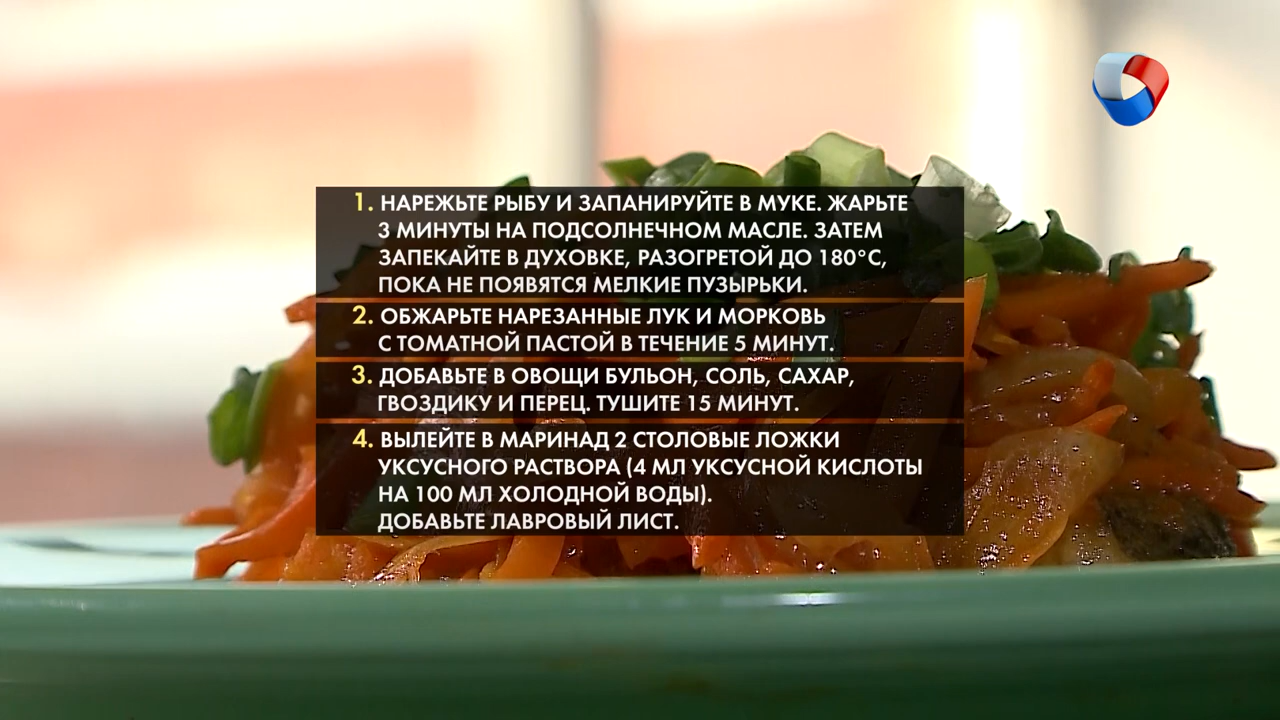 1. НАРЕЖЬТЕ РЫБУ И ЗАПАНИРУЙТЕ В МУКЕ. ЖАРЬТЕ
3 МИНУТЫ НА ПОДСОЛНЕЧНОМ МАСЛЕ. ЗАТЕМ
ЗАПЕКАЙТЕ В ДУХОВКЕ, РАЗОГРЕТОЙ ДО 180°С,
ПОКА НЕ ПОЯВЯТСЯ МЕЛКИЕ ПУЗЫРЬКИ.
2. ОБЖАРЬТЕ НАРЕЗАННЫЕ ЛУК И МОРКОВЬ
С ТОМАТНОЙ ПАСТОЙ В ТЕЧЕНИЕ 5 МИНУТ.
3. ДОБАВЬТЕ В ОВОЩИ БУЛЬОН, СОЛЬ, САХАР,
ГВОЗДИКУ И ПЕРЕЦ. ТУШИТЕ 15 МИНУТ.
4. ВЫЛЕЙТЕ В МАРИНАД 2 СТОЛОВЫЕ ЛОЖКИ
УКСУСНОГО РАСТВОРА (4 МЛ УКСУСНОЙ КИСЛОТЫ
НА 100 МЛ ХОЛОДНОЙ ВОДЫ).
ДОБАВЬТЕ ЛАВРОВЫЙ ЛИСТ.